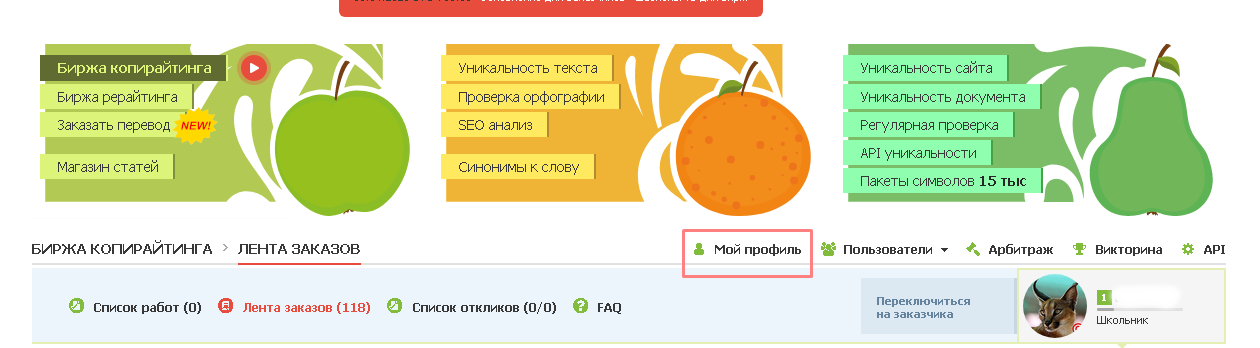 Биржа копирайтинга
Биржа рерайтинга
Заказать перевод NEW!
Магазин статей
Уникальность текста
Проверка орфографии
SEO анализ
Синонимы к слову
Уникальность сайта
Уникальность документа
Регулярная проверка
API уникальности
Пакеты символов 15 тыс
БИРЖА КОПИРАЙТИНГА > ЛЕНТА ЗАКАЗОВ
Мой профиль Пользователи Арбитраж Викторина API
Список работ (0) Лента заказов (118) Список откликов (0/0) FAQ
Переключиться
на заказчика
1
Школьник